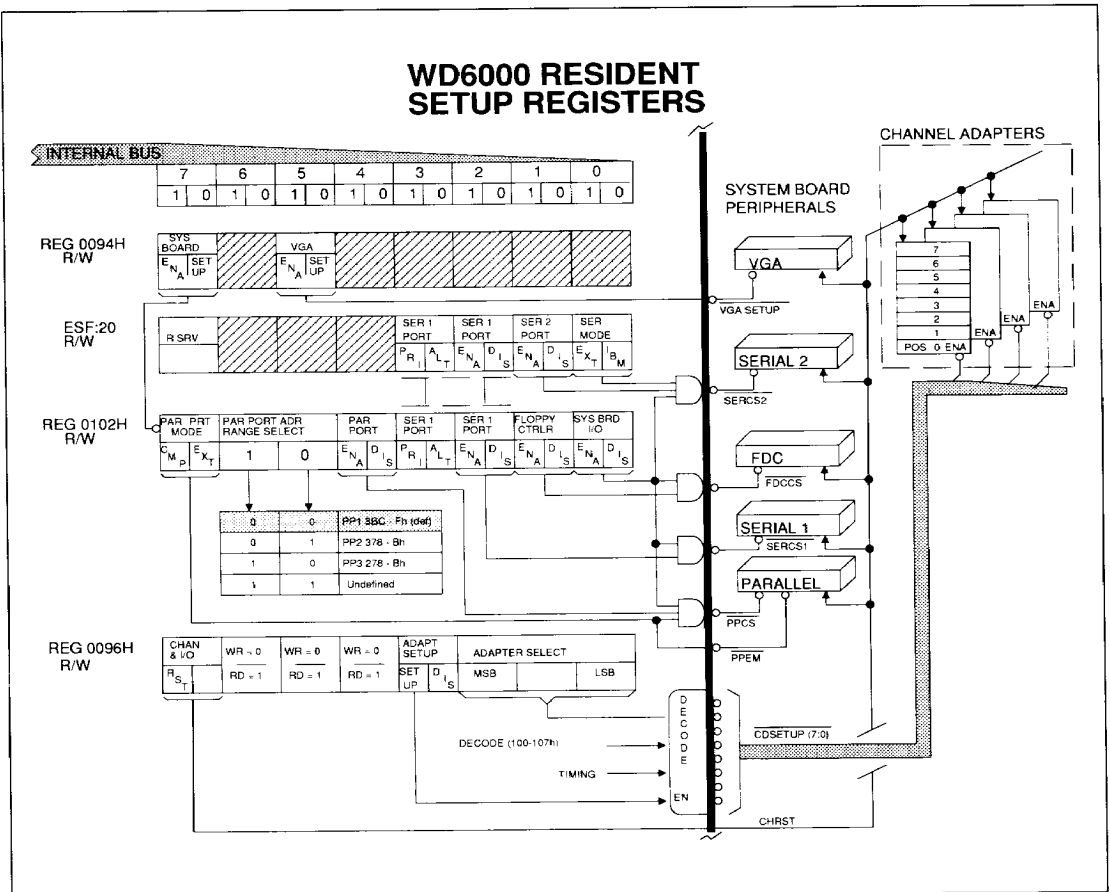 WD6000 RESIDENT
SETUP REGISTERS
CHANNEL ADAPTERS
INTERNAL BUS
7 6 5 4 3 2 1 0
1 0 1 0 1 0 1 0 1 0 1 0 1 0 1 0
SYSTEM BOARD
PERIPHERALS
REG 0094H
R/W
SYS
BOARD
ENA
SET
UP
VGA
ENA
SET
UP
VGA
VGA SETUP
7
6
5
4
3
2
1
POS 0 ENA
ENA
ENA
ENA
ESF:20
R/W
R SRV
SER 1
PORT
PRI ALT
SER 1
PORT
ENA DIS
SER 2
PORT
ENA DIS
SER
MODE
EXT IBM
SERIAL 2
SERCS2
REG 0102H
R/W
PAR PRT
MODE
CMP EXT
PAR PORT ADR
RANGE SELECT
1 0
PAR
PORT
ENA DIS
SER 1
PORT
PRI ALT
SER 1
PORT
ENA DIS
FLOPPY
CTRLR
ENA DIS
SYS BRD
I/O
ENA DIS
FDC
FDCCS
0 0 PP1 3BC - Fh (def)
0 1 PP2 378 - Bh
1 0 PP3 278 - Bh
1 1 Undefined
SERIAL 1
SERCS1
PARALLEL
PPCS
PPEM
REG 0096H
R/W
CHAN
& I/O
RST
WR = 0
RD = 1
WR = 0
RD = 1
WR = 0
RD = 1
ADAPT
SETUP
SET
UP
DIS
ADAPTER SELECT
MSB LSB
DECODE
EN
CDSETUP (7:0)
DECODE (100-107h)
TIMING
CHRST